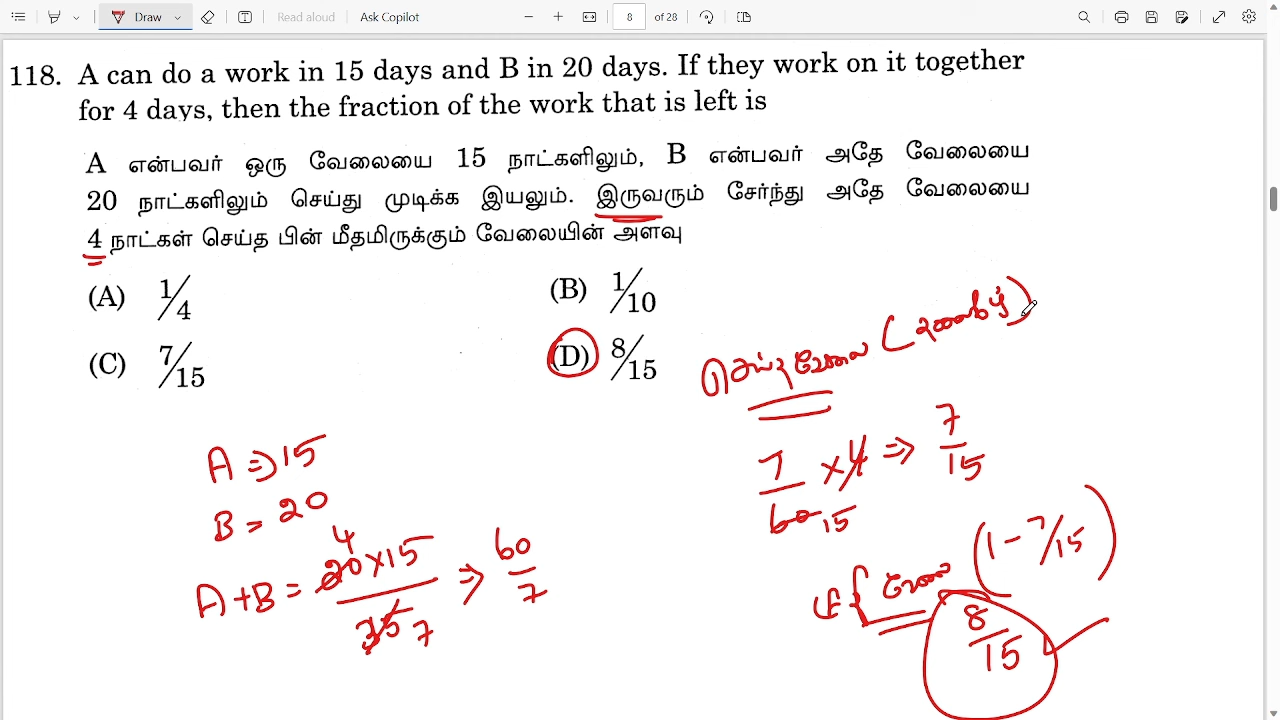 Draw
Read aloud
Ask Copilot
8
of 28
118. A can do a work in 15 days and B in 20 days. If they work on it together
for 4 days, then the fraction of the work that is left is
A என்பவர் ஒரு வேலையை 15 நாட்களிலும், B என்பவர் அதே வேலையை
20 நாட்களிலும் செய்து முடிக்க இயலும். இருவரும் சேர்ந்து அதே வேலையை
4 நாட்கள் செய்த பின் மீதமிருக்கும் வேலையின் அளவு
(A) 1/4
(B) 1/10
(C) 7/15
(D) 8/15
செய்த வேலை
A ⇒ 15
B = 20
A+B = 20×15/35 ⇒ 60/7
4
7
7/60 ×4 ⇒ 7/15
15
(1 - 7/15)
வேலை
8/15